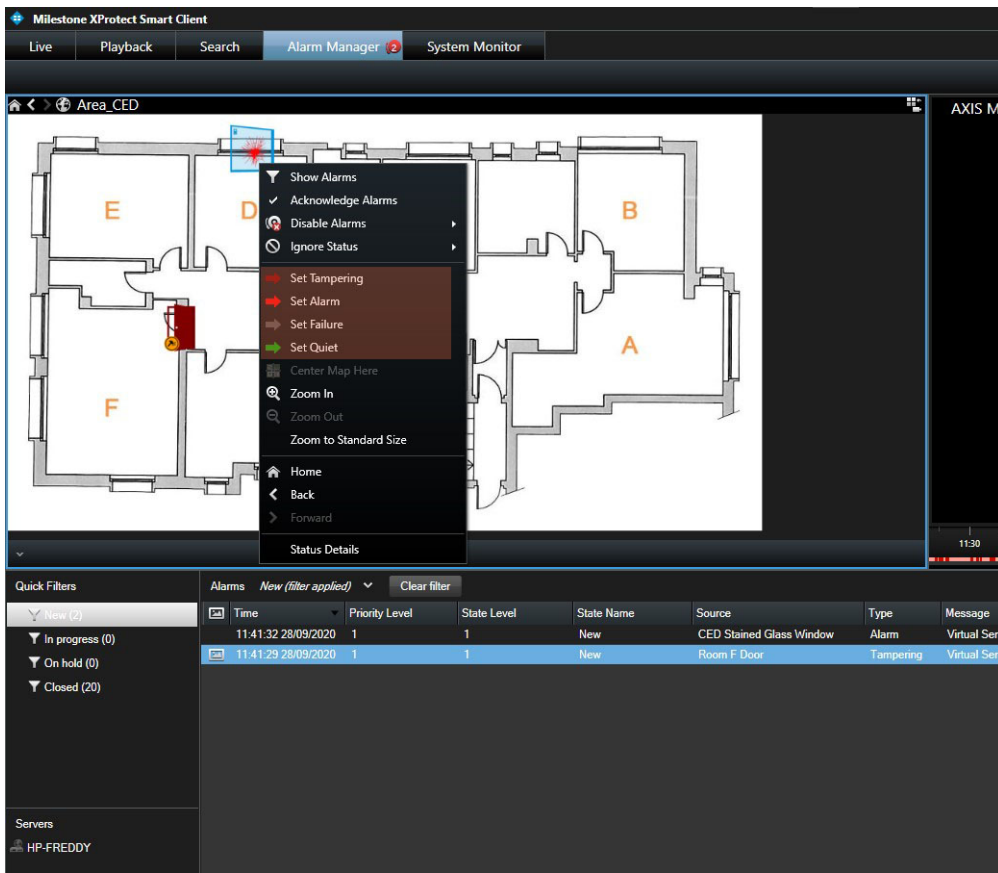 Milestone XProtect Smart Client
Live Playback Search Alarm Manager 2 System Monitor
Area_CED
AXIS M
E
D
B
A
F
Show Alarms
Acknowledge Alarms
Disable Alarms
Ignore Status
Set Tampering
Set Alarm
Set Failure
Set Quiet
Center Map Here
Zoom In
Zoom Out
Zoom to Standard Size
Home
Back
Forward
Status Details
11:30
Quick Filters
New (2)
In progress (0)
On hold (0)
Closed (20)
Servers
HP-FREDDY
Alarms New (filter applied) Clear filter
Time Priority Level State Level State Name Source Type Message
11:41:32 28/09/2020 1 1 New CED Stained Glass Window Alarm Virtual Ser
11:41:29 28/09/2020 1 1 New Room F Door Tampering Virtual Ser